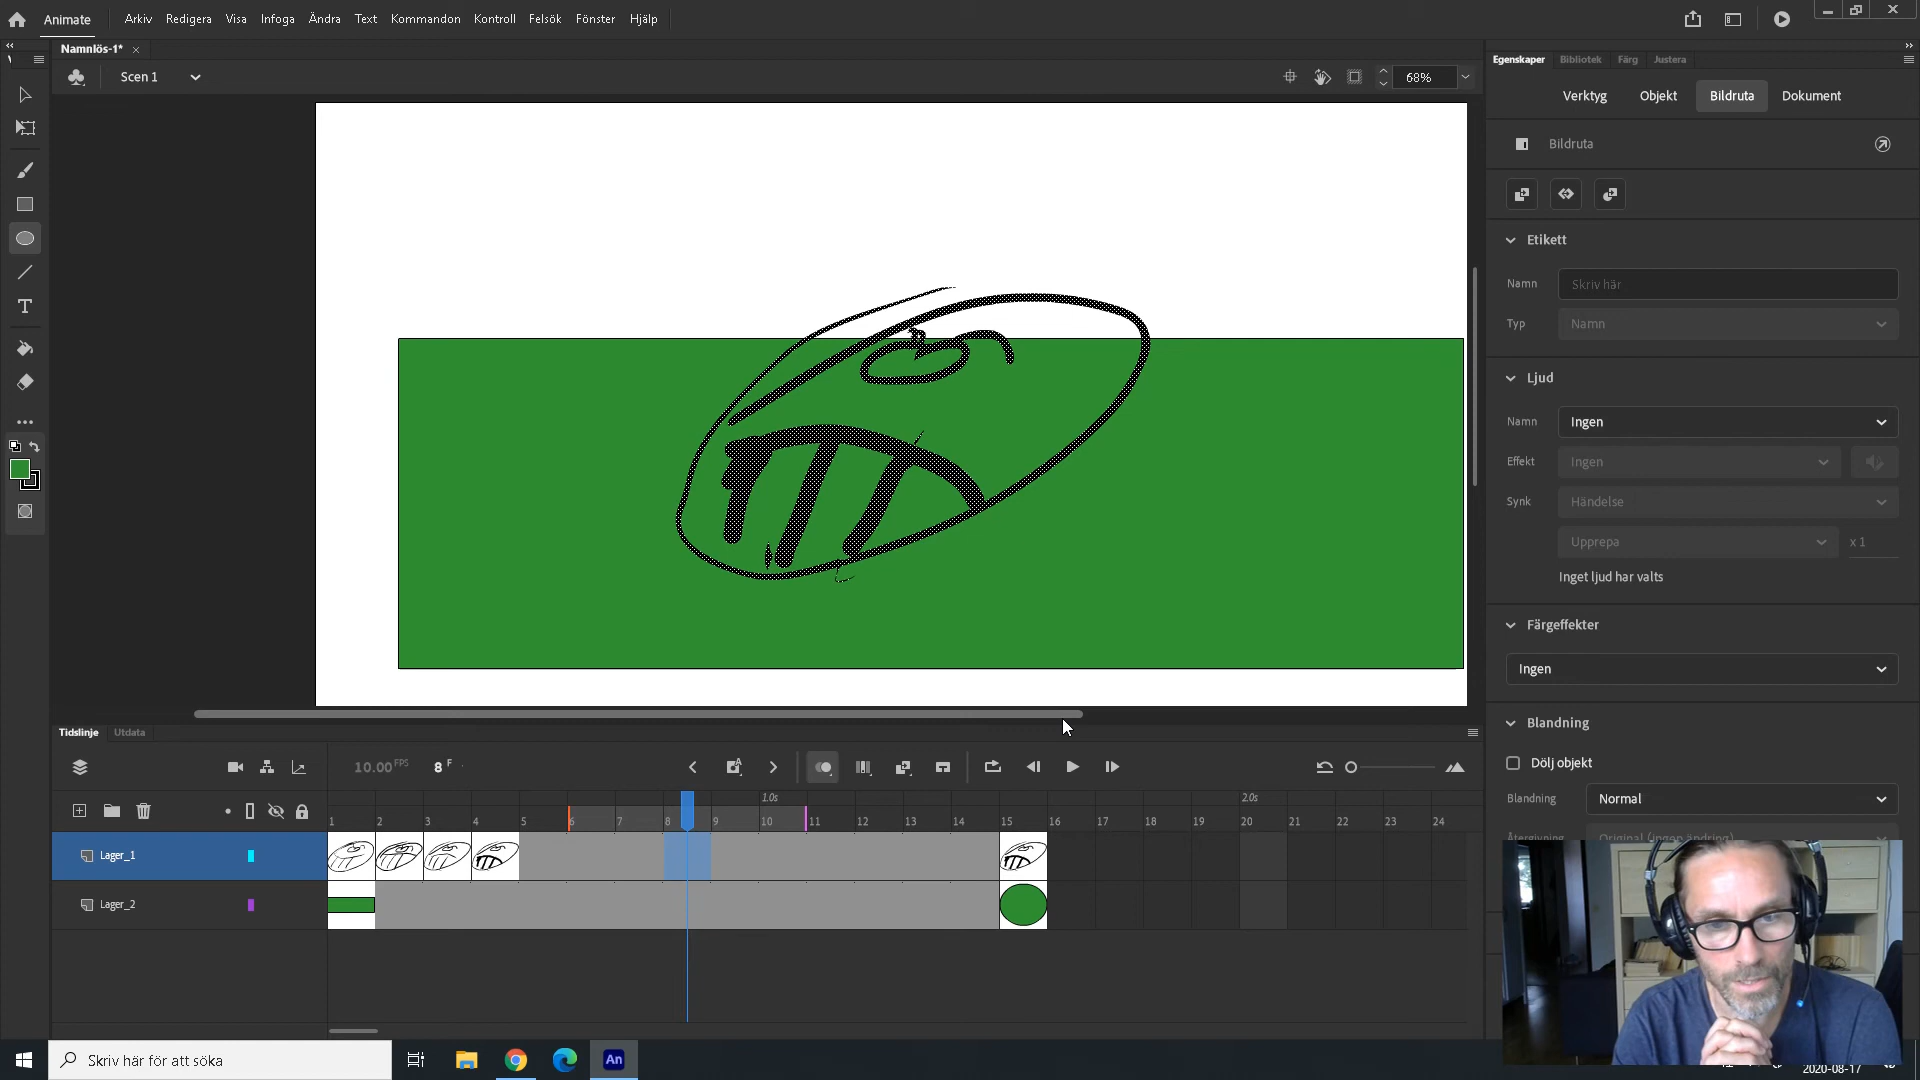 Animate Arkiv Redigera Visa Infoga Ändra Text Kommandon Kontroll Felsök Fönster Hjälp
Namnlös-1* ×
Scen 1 68%
Egenskaper Bibliotek Färg Justera
Verktyg Objekt Bildruta Dokument
Bildruta
Etikett
Namn Skriv här
Typ Namn
Ljud
Namn Ingen
Effekt Ingen
Synk Händelse
Upprepa x 1
Inget ljud har valts
Färgeffekter
Ingen
Blandning
Dölj objekt
Blandning Normal
Återgivning Original (ingen ändring)
Tidslinje Utdata
10.00 FPS 8 F
1.0s 2.0s
1 2 3 4 5 6 7 8 9 10 11 12 13 14 15 16 17 18 19 20 21 22 23 24
Lager_1
Lager_2
Skriv här för att söka
An
2020-08-17